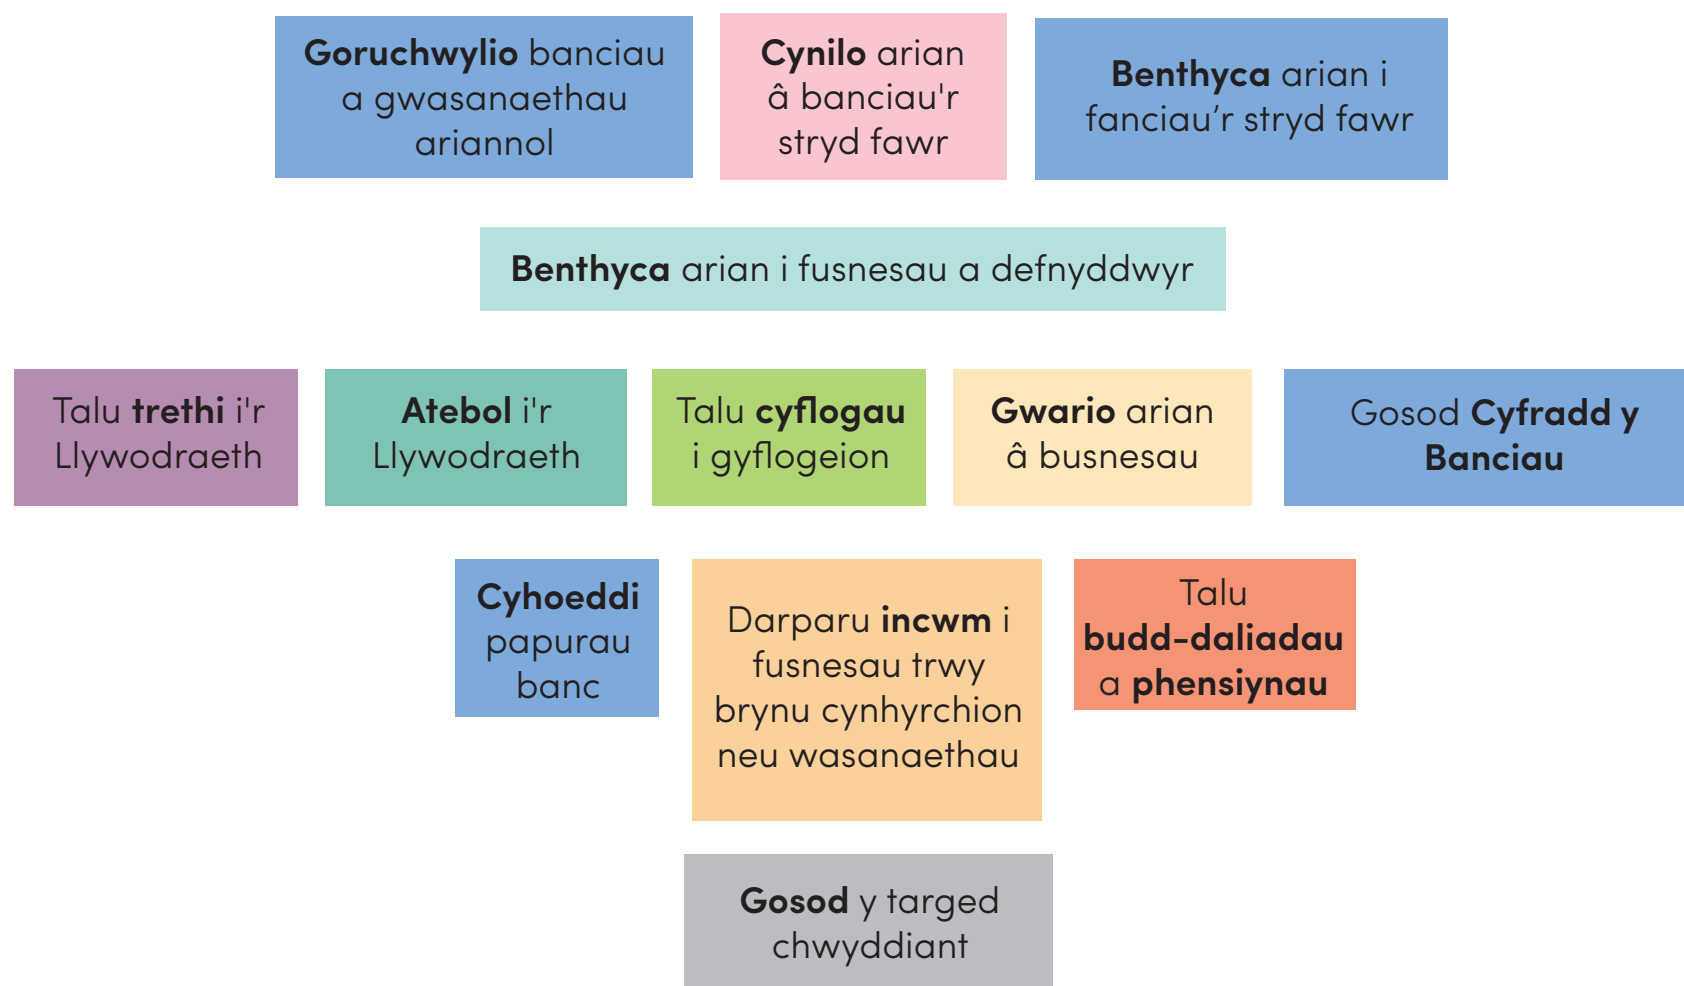 Goruchwylio banciau
a gwasanaethau
ariannol
Cynilo arian
â banciau'r
stryd fawr
Benthyca arian i
fanciau’r stryd fawr
Benthyca arian i fusnesau a defnyddwyr
Talu trethi i'r
Llywodraeth
Atebol i'r
Llywodraeth
Talu cyflogau
i gyflogeion
Gwario arian
â busnesau
Gosod Cyfradd y
Banciau
Cyhoeddi
papurau
banc
Darparu incwm i
fusnesau trwy
brynu cynhyrchion
neu wasanaethau
Talu
budd-daliadau
a phensiynau
Gosod y targed
chwyddiant